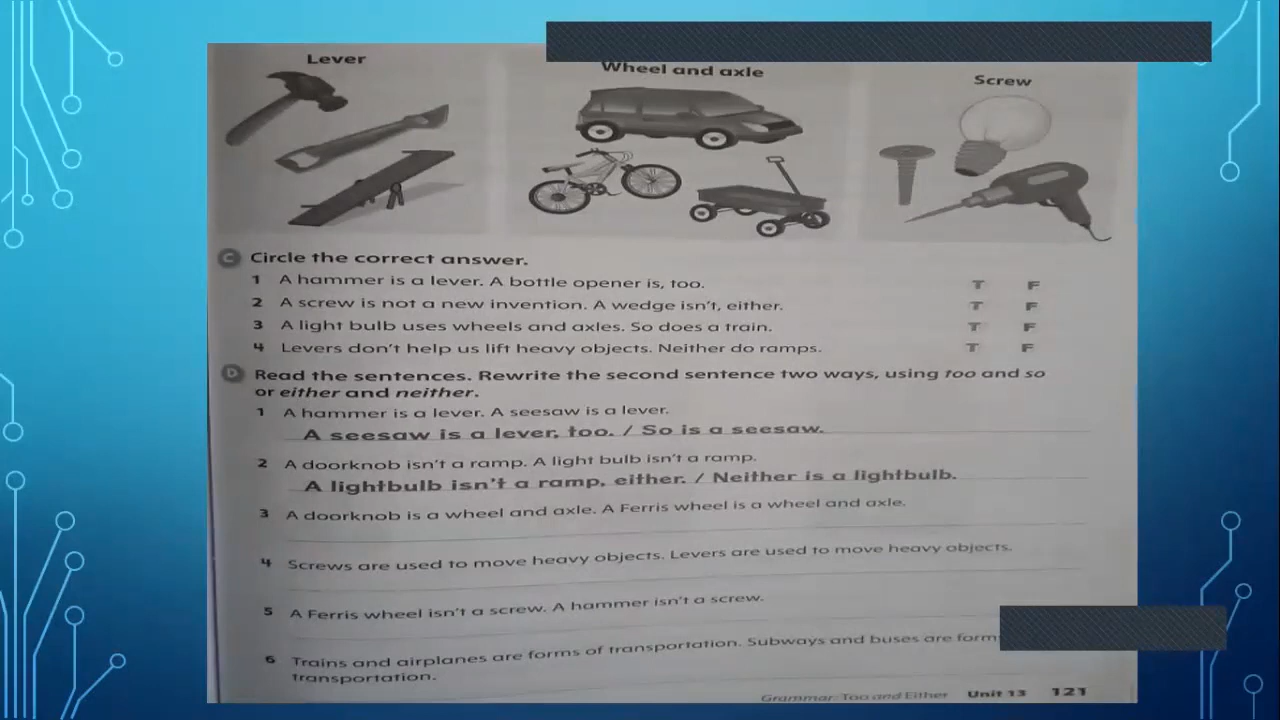 Lever
Wheel and axle
Screw
C Circle the correct answer.
1 A hammer is a lever. A bottle opener is, too. T F
2 A screw is not a new invention. A wedge isn't, either. T F
3 A light bulb uses wheels and axles. So does a train. T F
4 Levers don't help us lift heavy objects. Neither do ramps. T F
D Read the sentences. Rewrite the second sentence two ways, using too and so
or either and neither.
1 A hammer is a lever. A seesaw is a lever.
A seesaw is a lever, too. / So is a seesaw.
2 A doorknob isn't a ramp. A light bulb isn't a ramp.
A lightbulb isn't a ramp, either. / Neither is a lightbulb.
3 A doorknob is a wheel and axle. A Ferris wheel is a wheel and axle.
4 Screws are used to move heavy objects. Levers are used to move heavy objects.
5 A Ferris wheel isn't a screw. A hammer isn't a screw.
6 Trains and airplanes are forms of transportation. Subways and buses are
transportation.
Grammar: Too and Either Unit 13 121